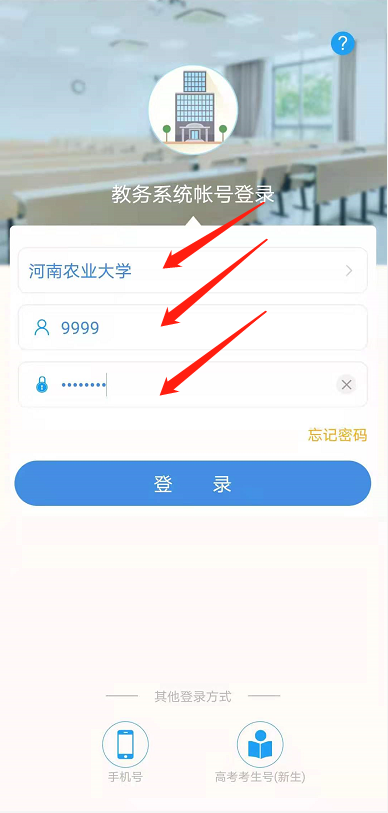 ?
教务系统帐号登录
河南农业大学
9999
••••••••
忘记密码
登 录
其他登录方式
手机号
高考考生号(新生)